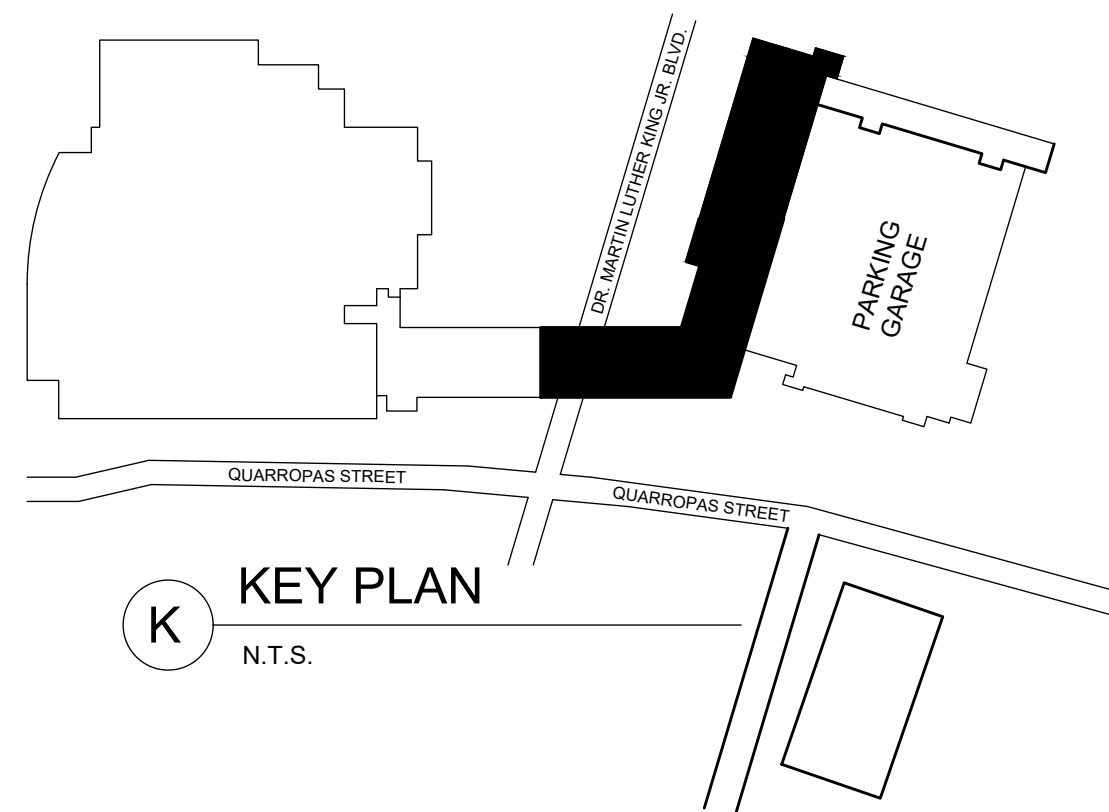 DR. MARTIN LUTHER KING JR. BLVD.
PARKING
GARAGE
QUARROPAS STREET
QUARROPAS STREET
K
KEY PLAN
N.T.S.